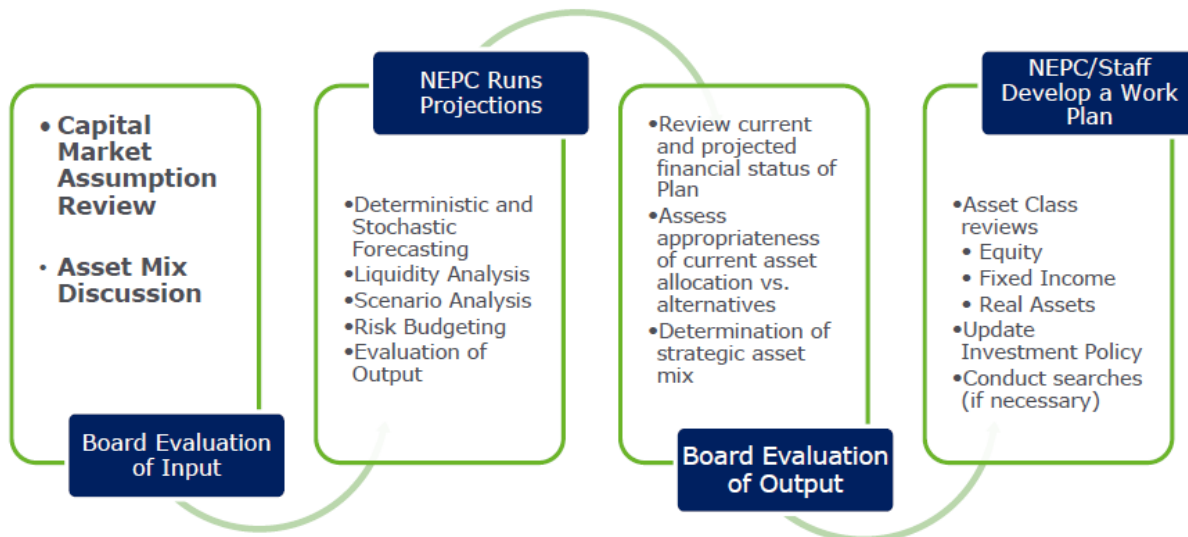 • Capital
Market
Assumption
Review
• Asset Mix
Discussion
Board Evaluation
of Input
NEPC Runs
Projections
•Deterministic and
Stochastic
Forecasting
•Liquidity Analysis
•Scenario Analysis
•Risk Budgeting
•Evaluation of
Output
•Review current
and projected
financial status of
Plan
•Assess
appropriateness
of current asset
allocation vs.
alternatives
•Determination of
strategic asset
mix
Board Evaluation
of Output
NEPC/Staff
Develop a Work
Plan
•Asset Class
reviews
• Equity
• Fixed Income
• Real Assets
•Update
Investment Policy
•Conduct searches
(if necessary)